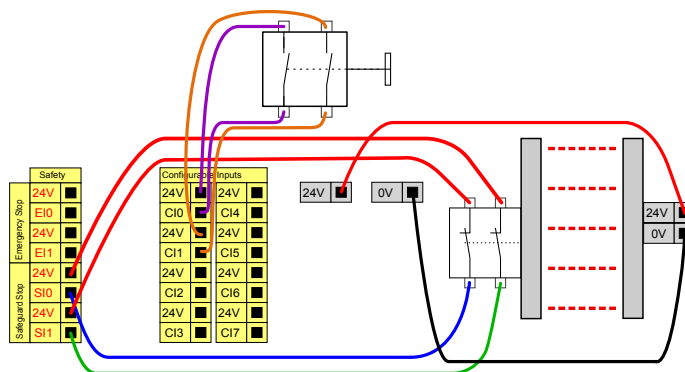 Safety
Emergency Stop
24V
EI0
24V
EI1
Safeguard Stop
24V
SI0
24V
SI1
Configurable Inputs
24V 24V
CI0 CI4
24V 24V
CI1 CI5
24V 24V
CI2 CI6
24V 24V
CI3 CI7
24V 0V
24V
0V